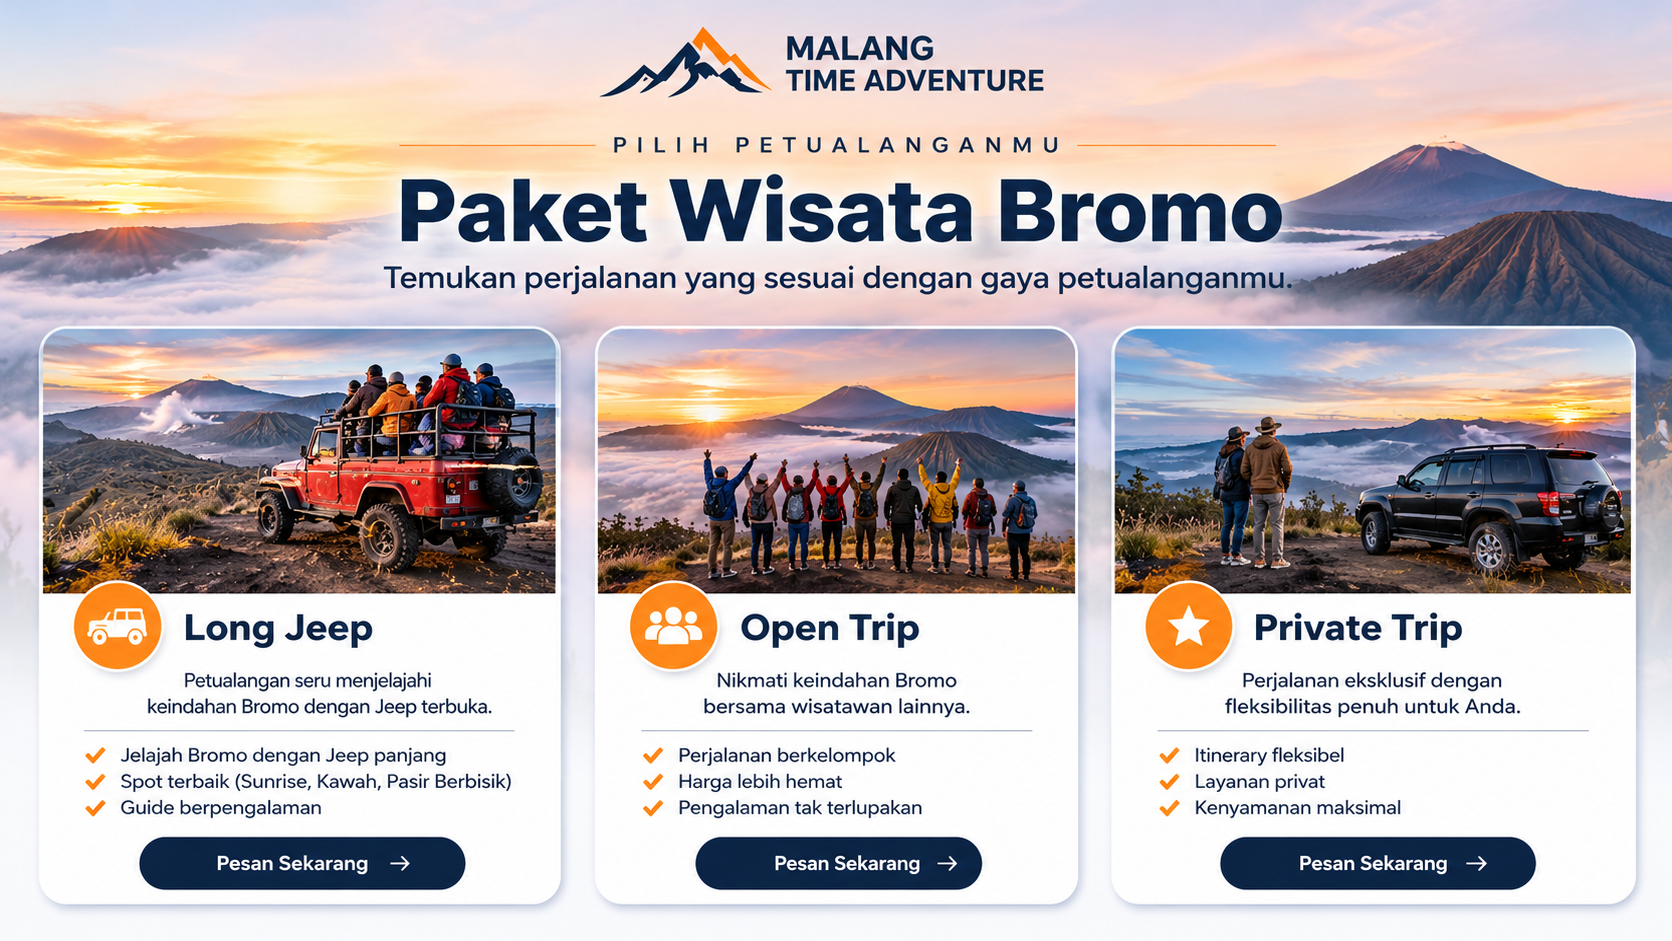 MALANG
TIME ADVENTURE
PILIH PETUALANGANMU
Paket Wisata Bromo
Temukan perjalanan yang sesuai dengan gaya petualanganmu.
Long Jeep
Petualangan seru menjelajahi
keindahan Bromo dengan Jeep terbuka.
Jelajah Bromo dengan Jeep panjang
Spot terbaik (Sunrise, Kawah, Pasir Berbisik)
Guide berpengalaman
Pesan Sekarang →
Open Trip
Nikmati keindahan Bromo
bersama wisatawan lainnya.
Perjalanan berkelompok
Harga lebih hemat
Pengalaman tak terlupakan
Pesan Sekarang →
Private Trip
Perjalanan eksklusif dengan
fleksibilitas penuh untuk Anda.
Itinerary fleksibel
Layanan privat
Kenyamanan maksimal
Pesan Sekarang →